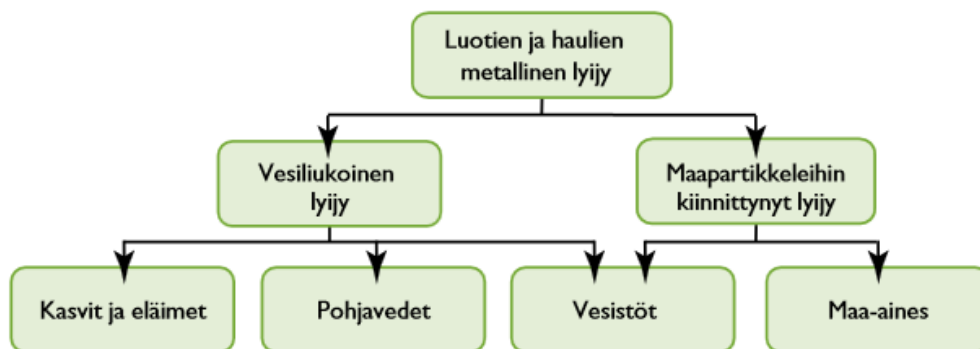 Luotien ja haulien
metallinen lyijy
Vesiliukoinen
lyijy
Maapartikkeleihin
kiinnittynyt lyijy
Kasvit ja eläimet
Pohjavedet
Vesistöt
Maa-aines